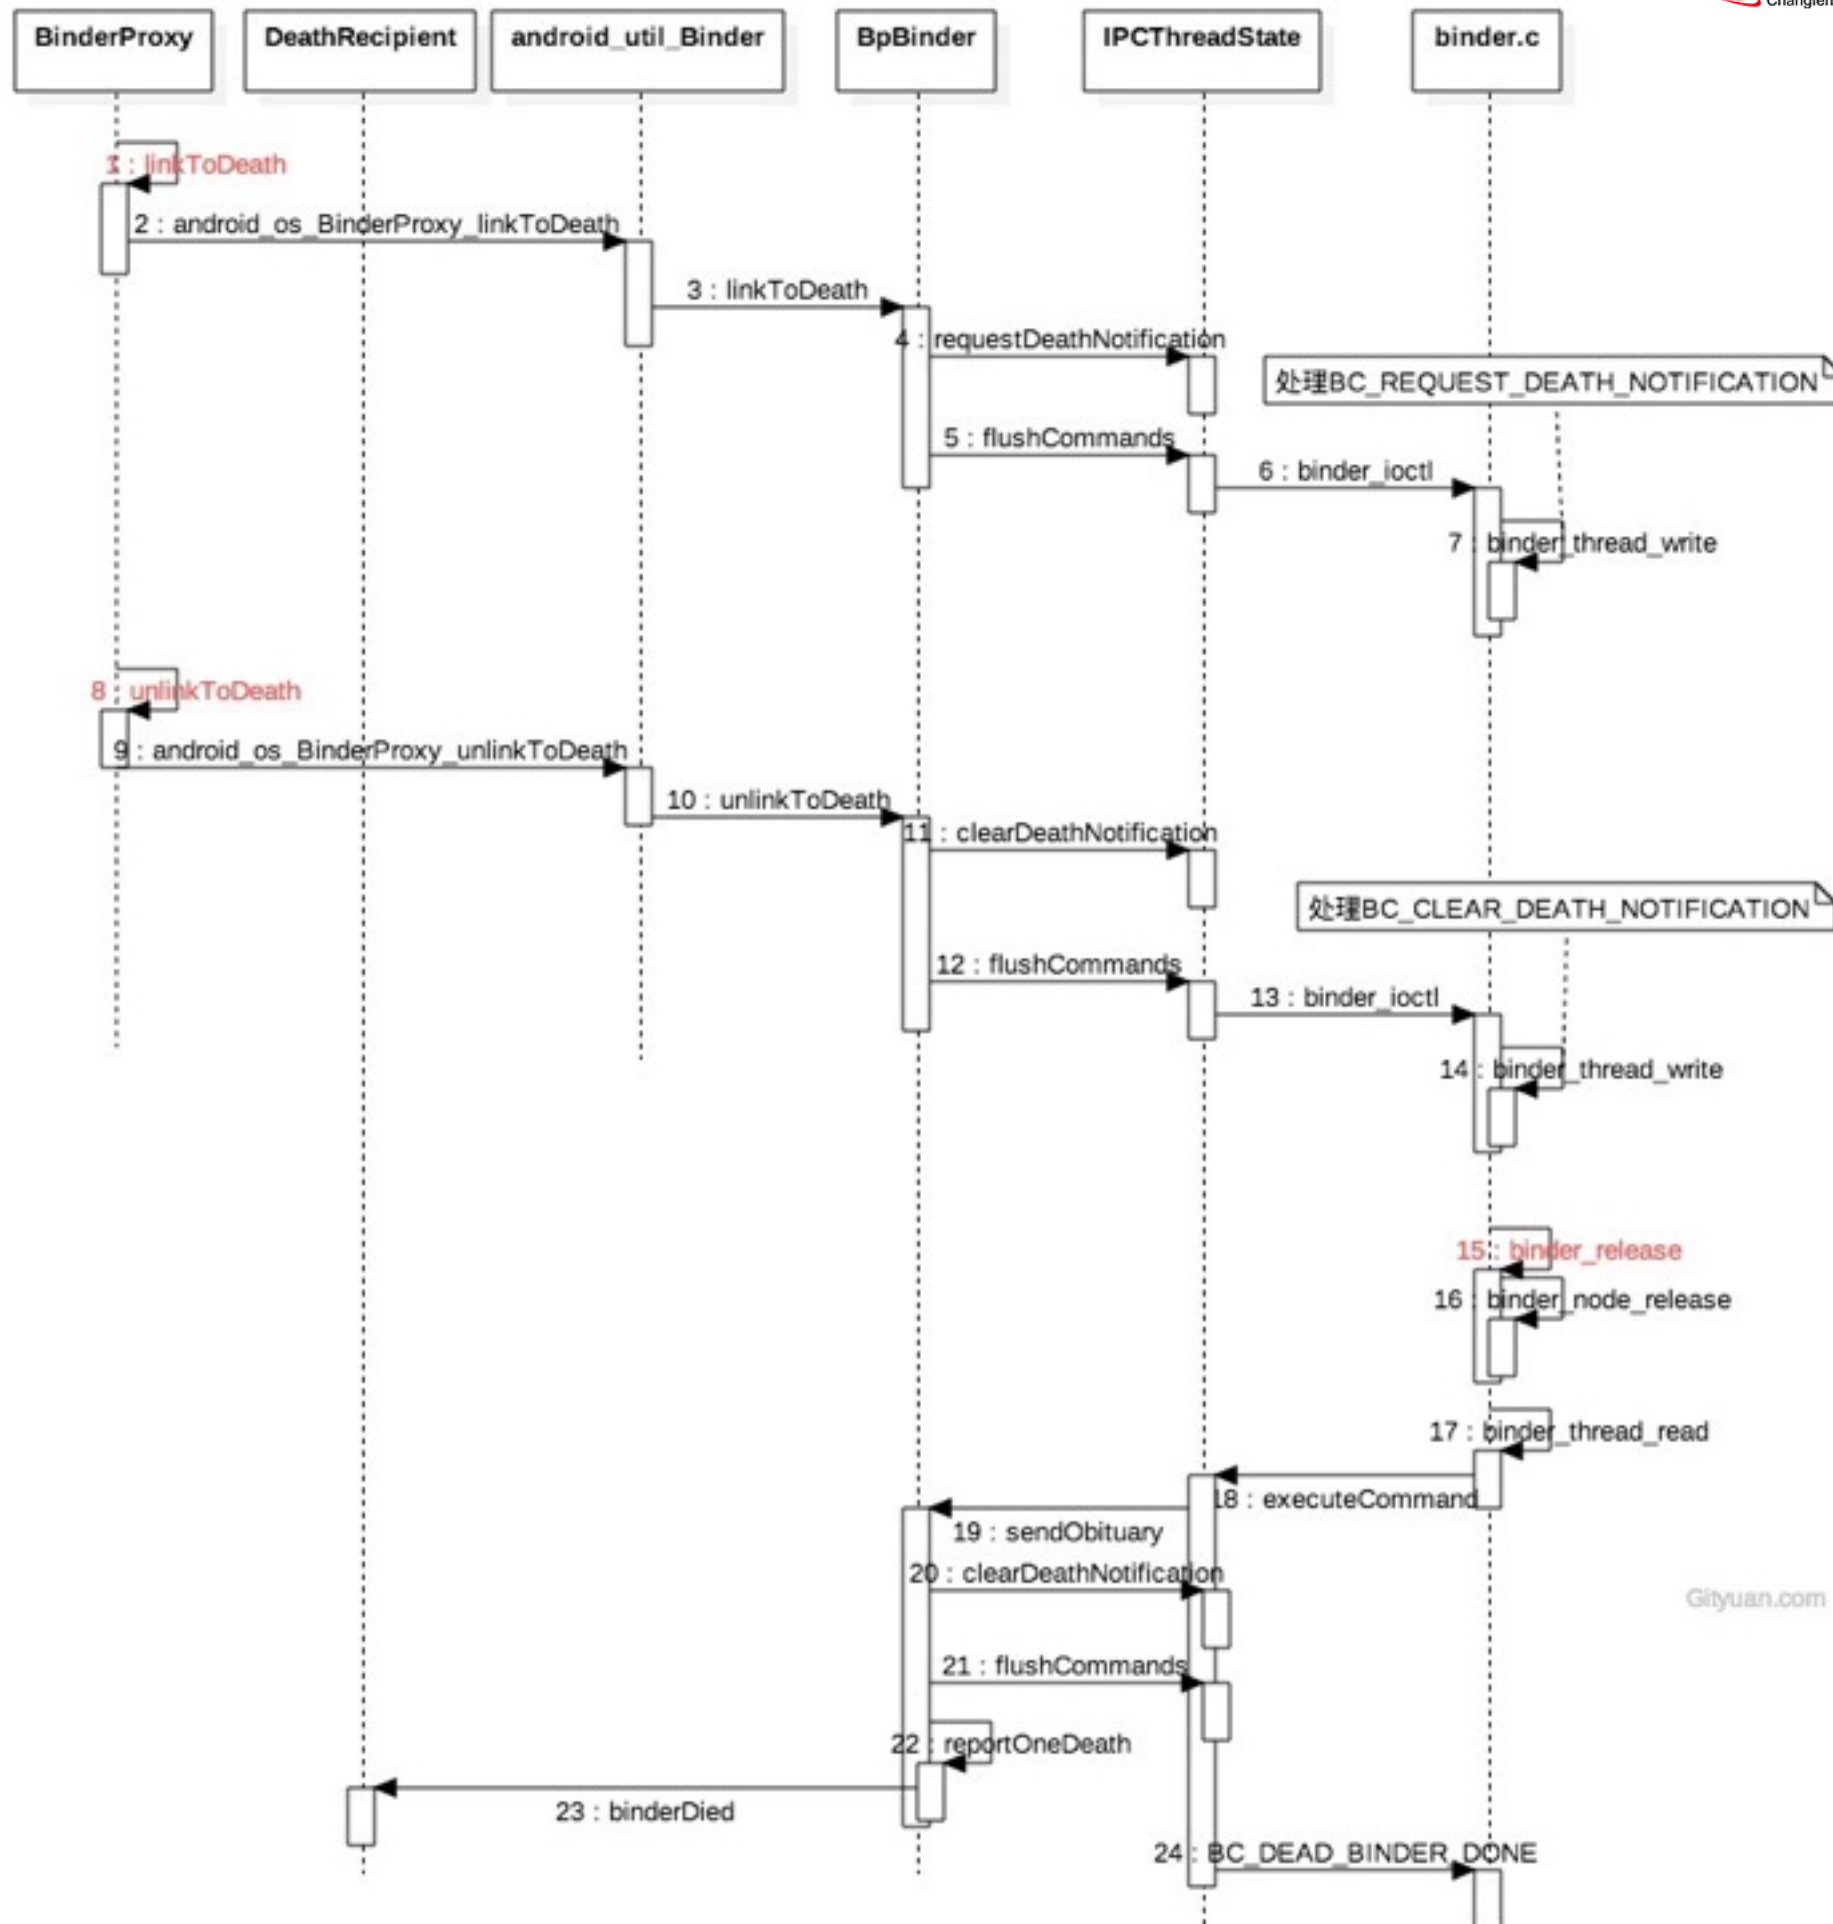 BinderProxy
DeathRecipient
android_util_Binder
BpBinder
IPCThreadState
binder.c
1 : linkToDeath
2 : android_os_BinderProxy_linkToDeath
3 : linkToDeath
4 : requestDeathNotification
处理BC_REQUEST_DEATH_NOTIFICATION
5 : flushCommands
6 : binder_ioctl
7 : binder_thread_write
8 : unlinkToDeath
9 : android_os_BinderProxy_unlinkToDeath
10 : unlinkToDeath
11 : clearDeathNotification
处理BC_CLEAR_DEATH_NOTIFICATION
12 : flushCommands
13 : binder_ioctl
14 : binder_thread_write
15 : binder_release
16 : binder_node_release
17 : binder_thread_read
18 : executeCommand
19 : sendObituary
20 : clearDeathNotification
Gityuan.com
21 : flushCommands
22 : reportOneDeath
23 : binderDied
24 : BC_DEAD_BINDER_DONE